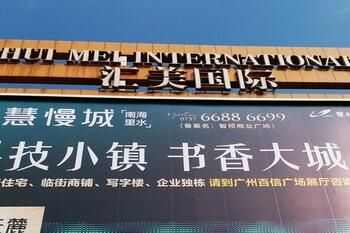 HUI MEI INTERNATIONAL
汇美国际
慧慢城 南海里水 0757 6688 6699
技小镇 书香大城
住宅、临街商铺、写字楼、企业独栋 请到广州百信广场展厅咨